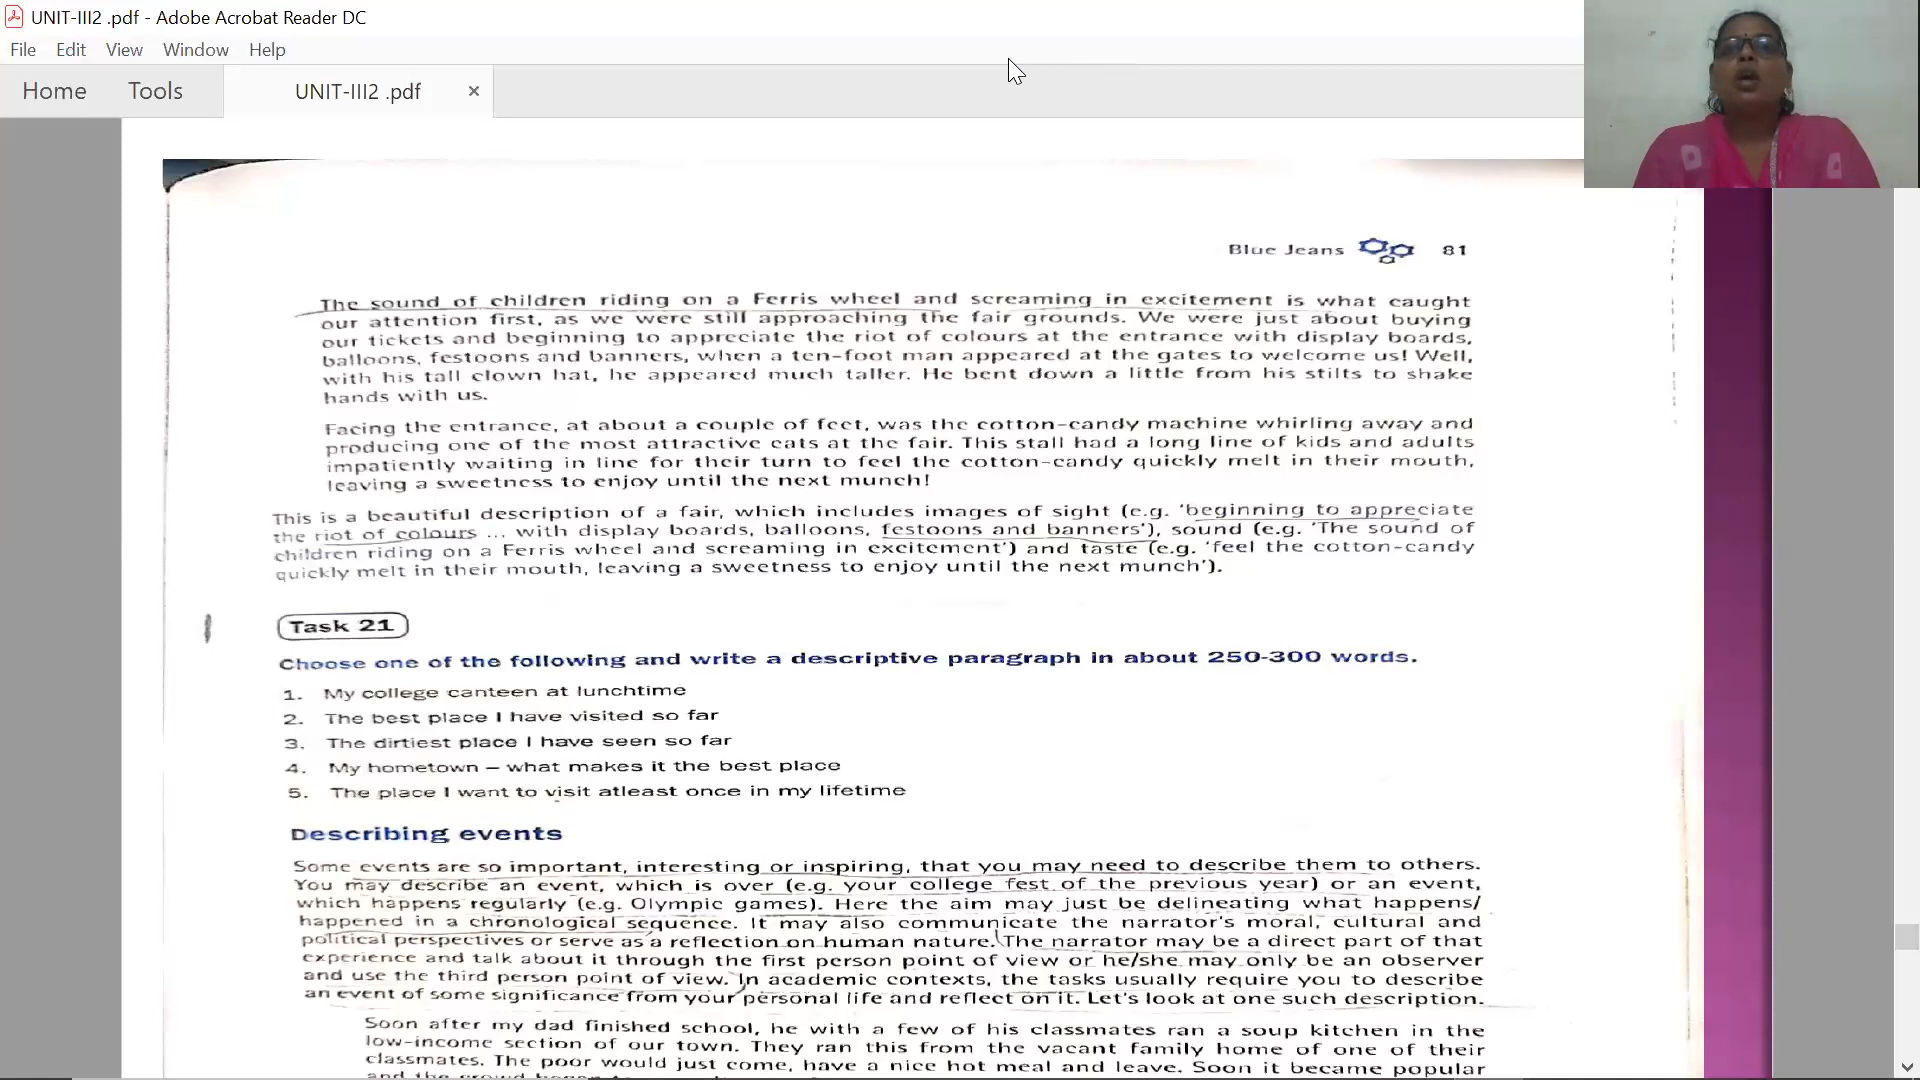 UNIT-III2 .pdf - Adobe Acrobat Reader DC
File Edit View Window Help
Home Tools UNIT-III2 .pdf ×
Blue Jeans 81
The sound of children riding on a Ferris wheel and screaming in excitement is what caught
our attention first, as we were still approaching the fair grounds. We were just about buying
our tickets and beginning to appreciate the riot of colours at the entrance with display boards,
balloons, festoons and banners, when a ten-foot man appeared at the gates to welcome us! Well,
with his tall clown hat, he appeared much taller. He bent down a little from his stilts to shake
hands with us.
Facing the entrance, at about a couple of feet, was the cotton-candy machine whirling away and
producing one of the most attractive eats at the fair. This stall had a long line of kids and adults
impatiently waiting in line for their turn to feel the cotton-candy quickly melt in their mouth,
leaving a sweetness to enjoy until the next munch!
This is a beautiful description of a fair, which includes images of sight (e.g. 'beginning to appreciate
the riot of colours ... with display boards, balloons, festoons and banners'), sound (e.g. 'The sound of
children riding on a Ferris wheel and screaming in excitement') and taste (e.g. 'feel the cotton-candy
quickly melt in their mouth, leaving a sweetness to enjoy until the next munch').
Task 21
Choose one of the following and write a descriptive paragraph in about 250-300 words.
1. My college canteen at lunchtime
2. The best place I have visited so far
3. The dirtiest place I have seen so far
4. My hometown – what makes it the best place
5. The place I want to visit atleast once in my lifetime
Describing events
Some events are so important, interesting or inspiring, that you may need to describe them to others.
You may describe an event, which is over (e.g. your college fest of the previous year) or an event,
which happens regularly (e.g. Olympic games). Here the aim may just be delineating what happens/
happened in a chronological sequence. It may also communicate the narrator's moral, cultural and
political perspectives or serve as a reflection on human nature. The narrator may be a direct part of that
experience and talk about it through the first person point of view or he/she may only be an observer
and use the third person point of view. In academic contexts, the tasks usually require you to describe
an event of some significance from your personal life and reflect on it. Let's look at one such description.
Soon after my dad finished school, he with a few of his classmates ran a soup kitchen in the
low-income section of our town. They ran this from the vacant family home of one of their
classmates. The poor would just come, have a nice hot meal and leave. Soon it became popular